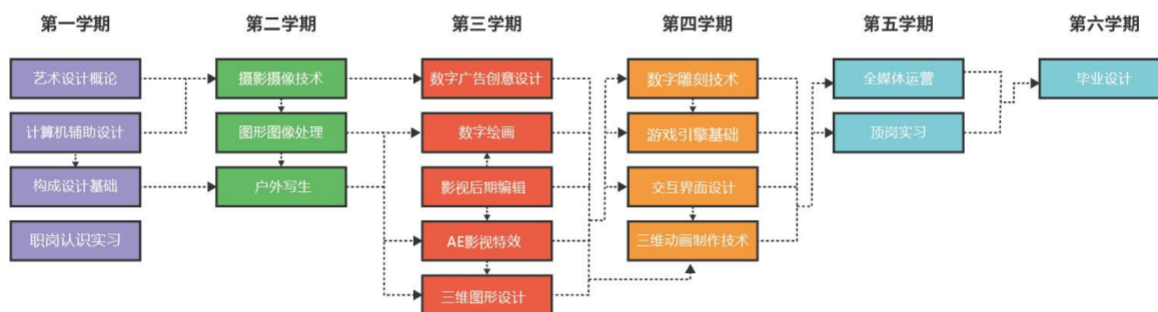 第一学期
第二学期
第三学期
第四学期
第五学期
第六学期
艺术设计概论
摄影摄像技术
数字广告创意设计
数字雕刻技术
全媒体运营
毕业设计
计算机辅助设计
图形图像处理
数字绘画
游戏引擎基础
顶岗实习
构成设计基础
户外写生
影视后期编辑
交互界面设计
职岗认识实习
AE影视特效
三维动画制作技术
三维图形设计